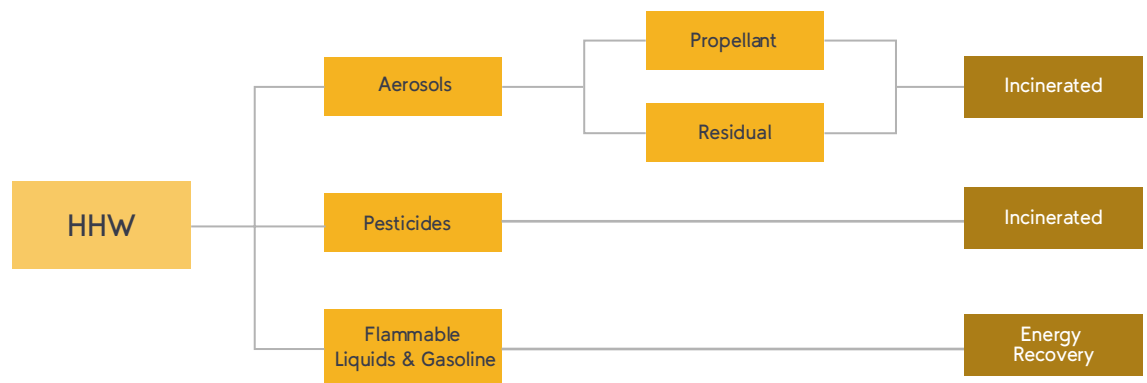 HHW
Aerosols
Propellant
Residual
Incinerated
Pesticides
Incinerated
Flammable
Liquids & Gasoline
Energy
Recovery